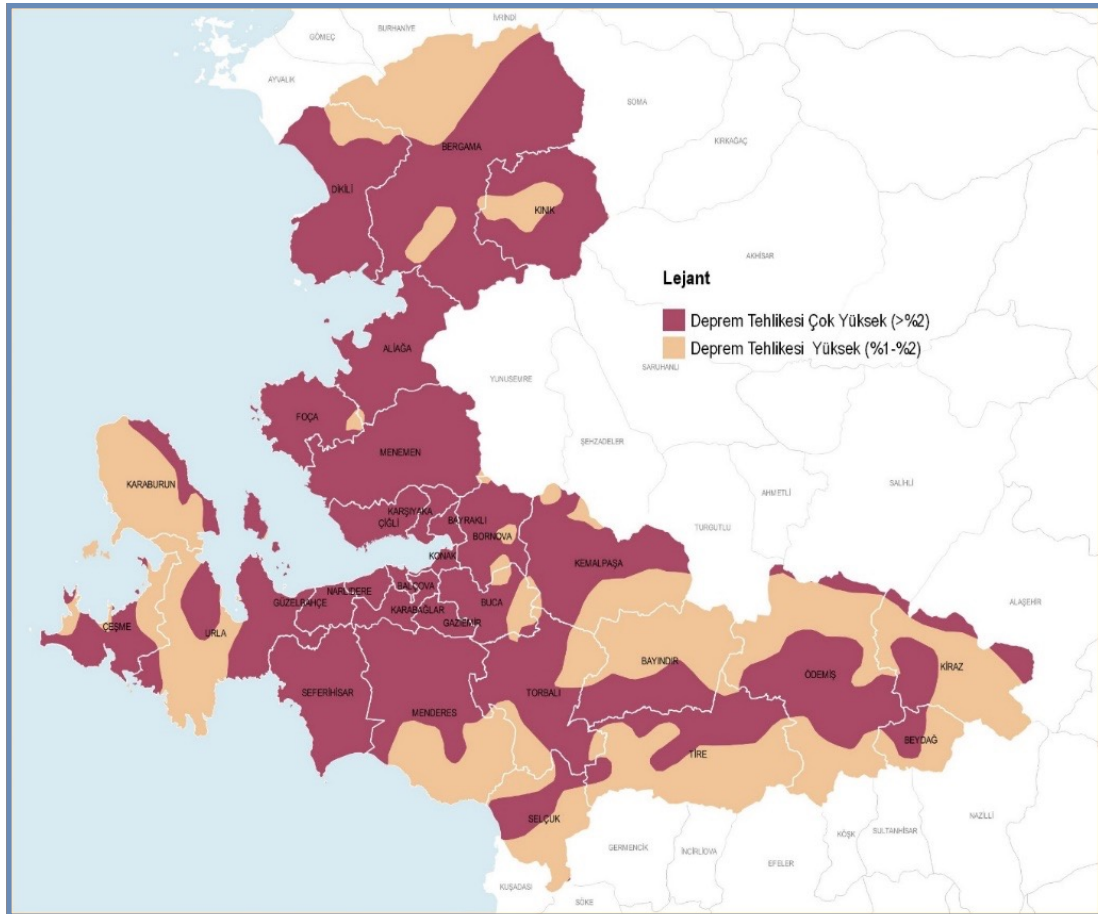 İVRİNDİ
BURHANİYE
GÖMEÇ
AYVALIK
SOMA
KIRKAĞAÇ
BERGAMA
DİKİLİ
KINIK
AKHİSAR
Lejant
Deprem Tehlikesi Çok Yüksek (>%2)
Deprem Tehlikesi Yüksek (%1-%2)
ALİAĞA
SARUHANLI
YUNUSEMRE
FOÇA
ŞEHZADELER
MENEMEN
KARABURUN
SALİHLİ
AHMETLİ
TURGUTLU
KARŞIYAKA
ÇİĞLİ
BAYRAKLI
BORNOVA
KONAK
KEMALPAŞA
BALÇOVA
NARLIDERE
GÜZELBAHÇE
KARABAĞLAR
BUCA
GAZİEMİR
ALAŞEHİR
ÇEŞME
URLA
BAYINDIR
KİRAZ
ÖDEMİŞ
SEFERİHİSAR
TORBALI
MENDERES
BEYDAĞ
TİRE
SELÇUK
NAZİLLİ
KÖŞK
SULTANHİSAR
GERMENCİK
İNCİRLİOVA
EFELER
KUŞADASI
SÖKE